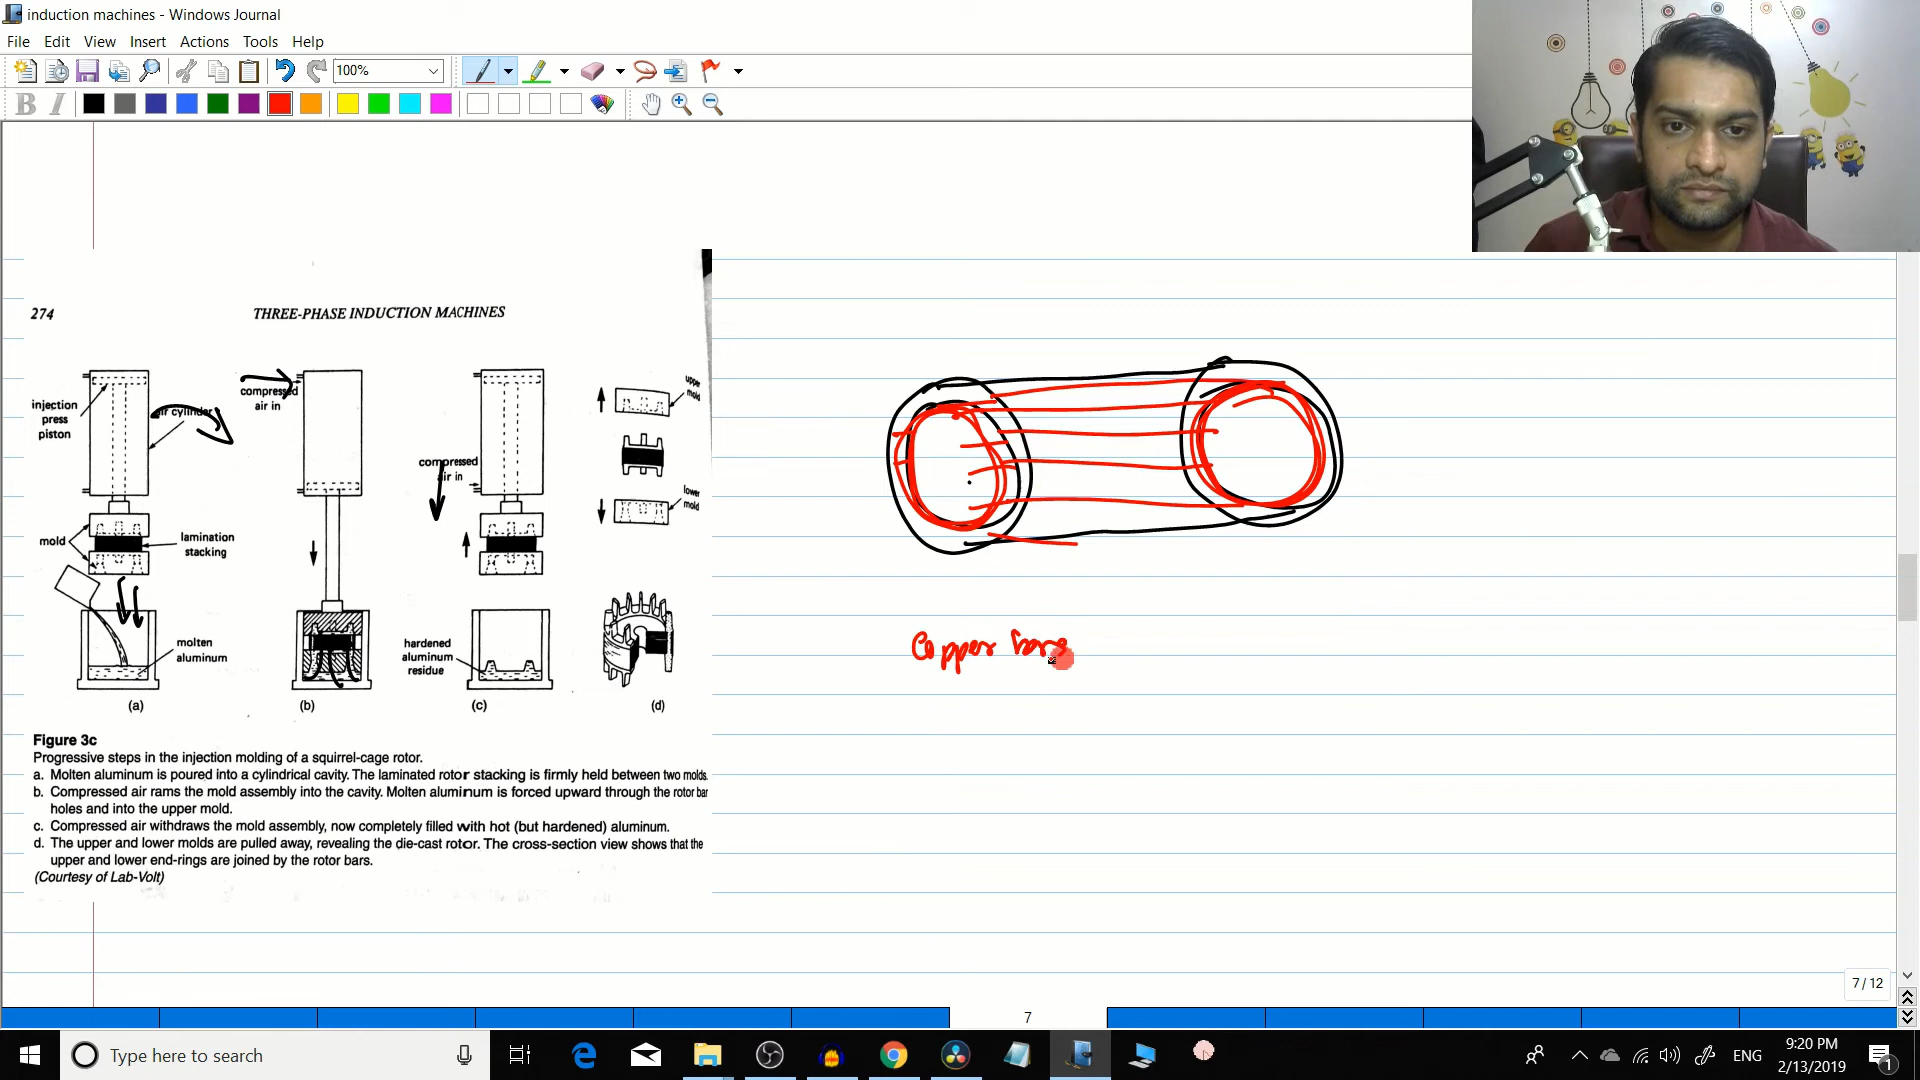 induction machines - Windows Journal
File Edit View Insert Actions Tools Help
100%
B I
274
THREE-PHASE INDUCTION MACHINES
injection
press
piston
air cylinder
compressed
air in
compressed
air in
upper
mold
lower
mold
mold
lamination
stacking
molten
aluminum
hardened
aluminum
residue
(a) (b) (c) (d)
Copper bars
Figure 3c
Progressive steps in the injection molding of a squirrel-cage rotor.
a. Molten aluminum is poured into a cylindrical cavity. The laminated rotor stacking is firmly held between two molds.
b. Compressed air rams the mold assembly into the cavity. Molten aluminum is forced upward through the rotor bar
holes and into the upper mold.
c. Compressed air withdraws the mold assembly, now completely filled with hot (but hardened) aluminum.
d. The upper and lower molds are pulled away, revealing the die-cast rotor. The cross-section view shows that the
upper and lower end-rings are joined by the rotor bars.
(Courtesy of Lab-Volt)
7 / 12
7
Type here to search
ENG
9:20 PM
2/13/2019
1